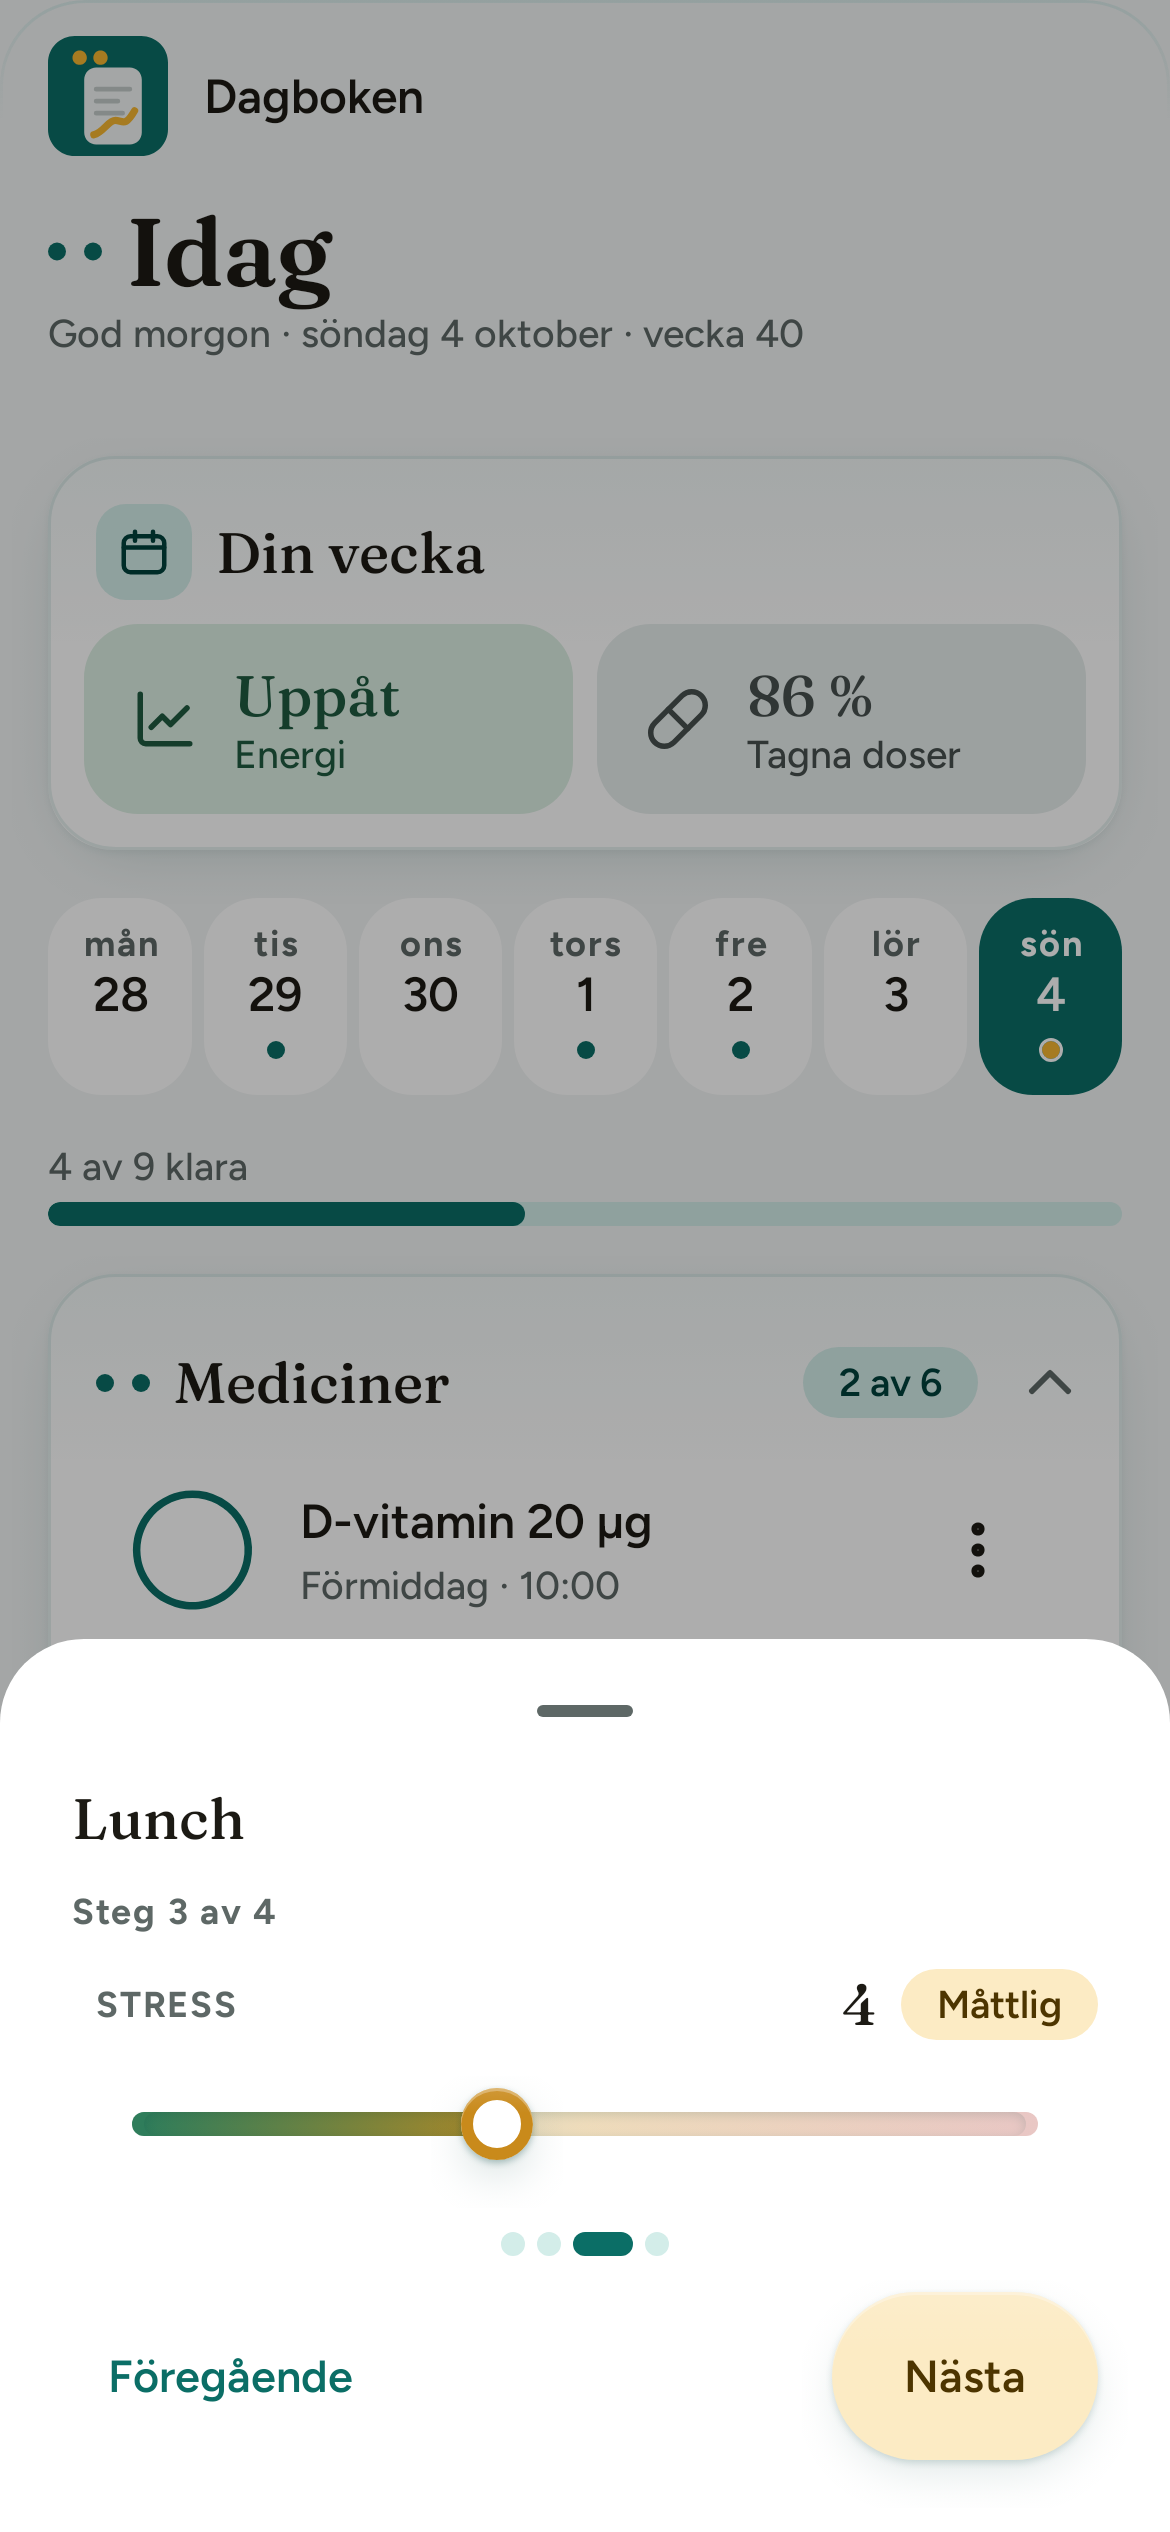 Dagboken
Idag
God morgon · söndag 4 oktober · vecka 40
Din vecka
Uppåt
Energi
86 %
Tagna doser
mån tis ons tors fre lör sön
28 29 30 1 2 3 4
4 av 9 klara
Mediciner
2 av 6
D-vitamin 20 µg
Förmiddag · 10:00
Lunch
Steg 3 av 4
STRESS
4
Måttlig
Föregående
Nästa